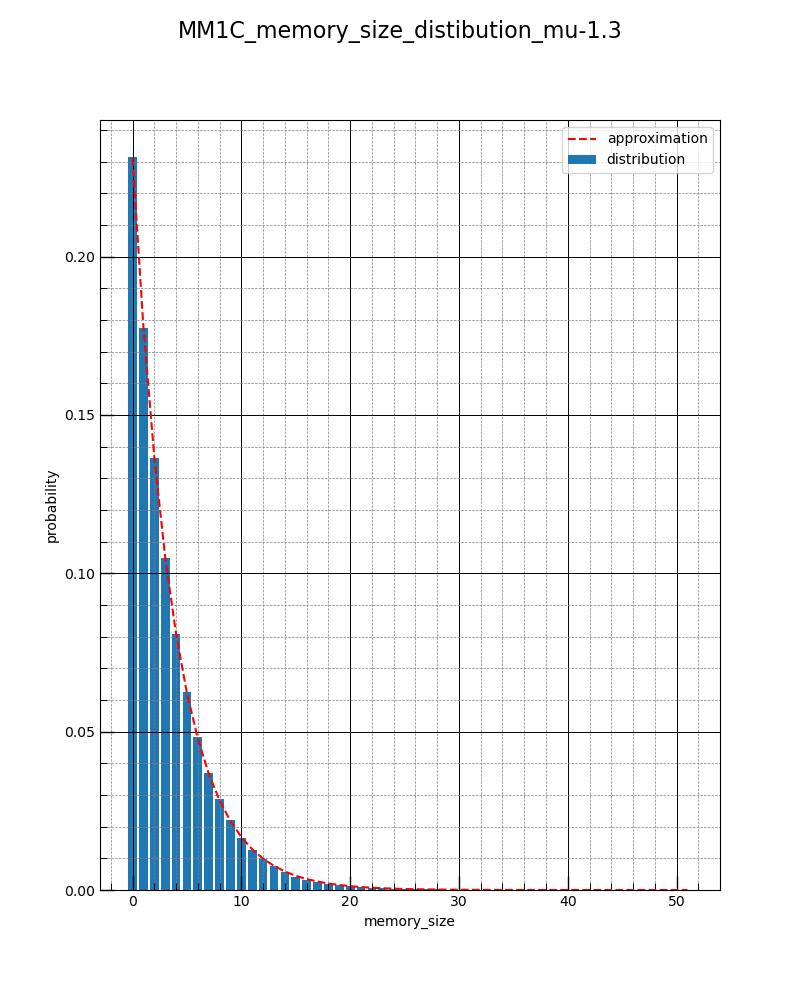 MM1C_memory_size_distibution_mu-1.3
approximation
distribution
probability
0.20
0.15
0.10
0.05
0.00
0 10 20 30 40 50
memory_size